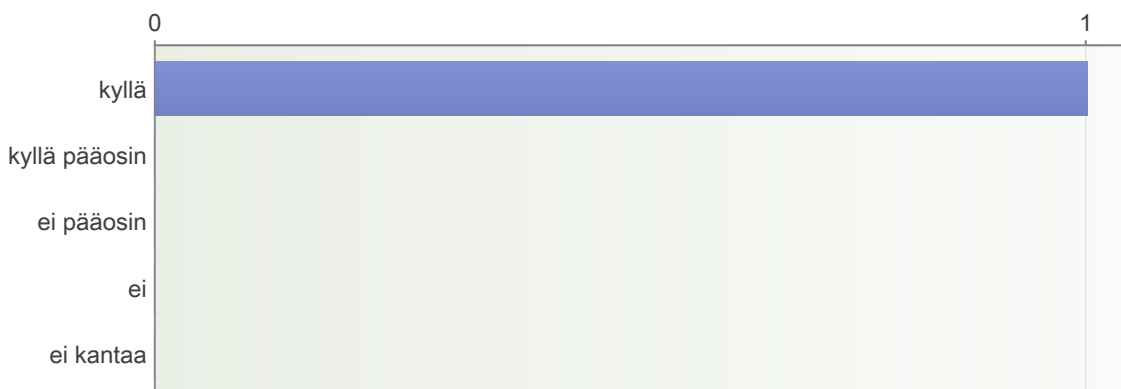 0 1
kyllä
kyllä pääosin
ei pääosin
ei
ei kantaa